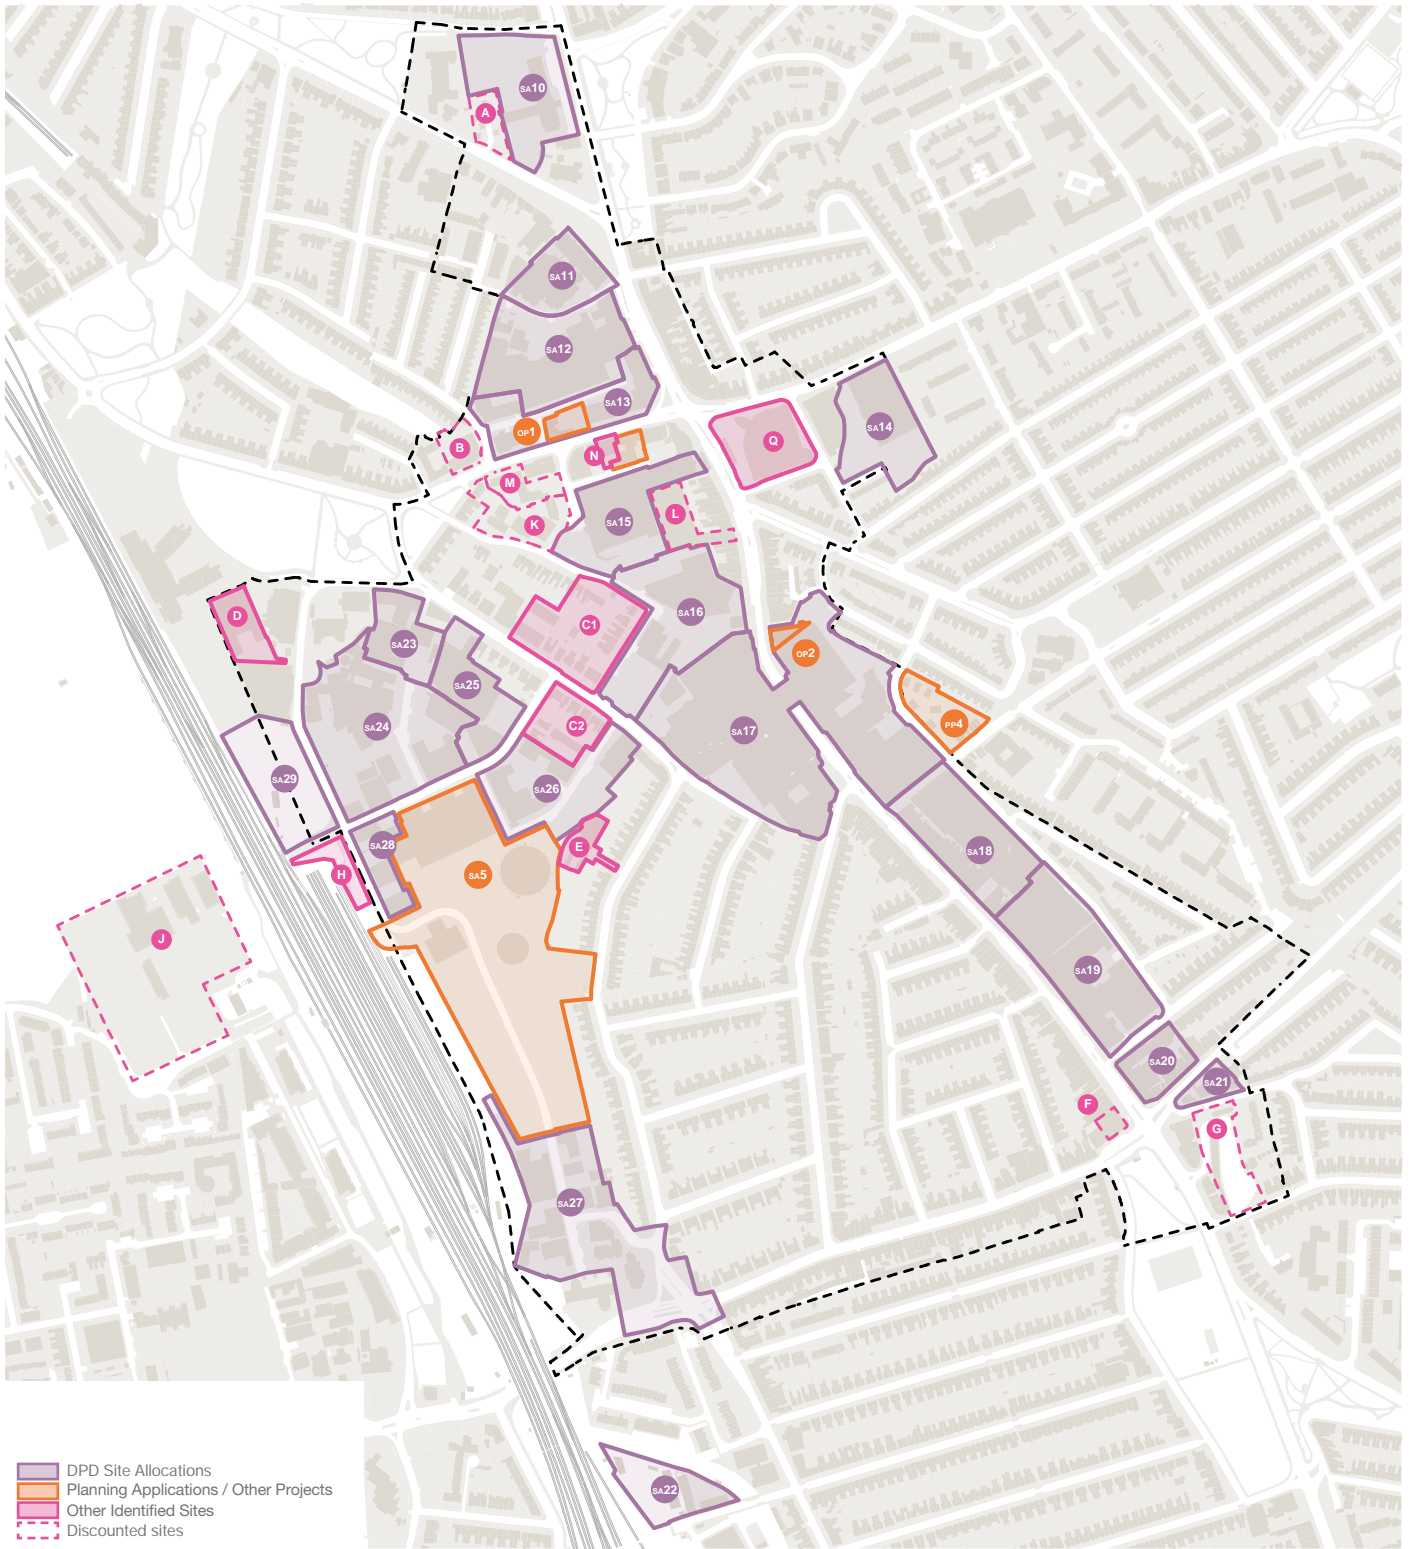 SA10
A
SA11
SA12
SA13
OP1
B
N
Q
SA14
M
K
SA15
L
D
C1
SA16
SA23
OP2
SA25
SA24
C2
SA17
PP4
SA29
SA26
SA28
E
H
SA5
SA18
J
SA19
SA20
SA21
F
G
SA27
SA22
DPD Site Allocations
Planning Applications / Other Projects
Other Identified Sites
Discounted sites